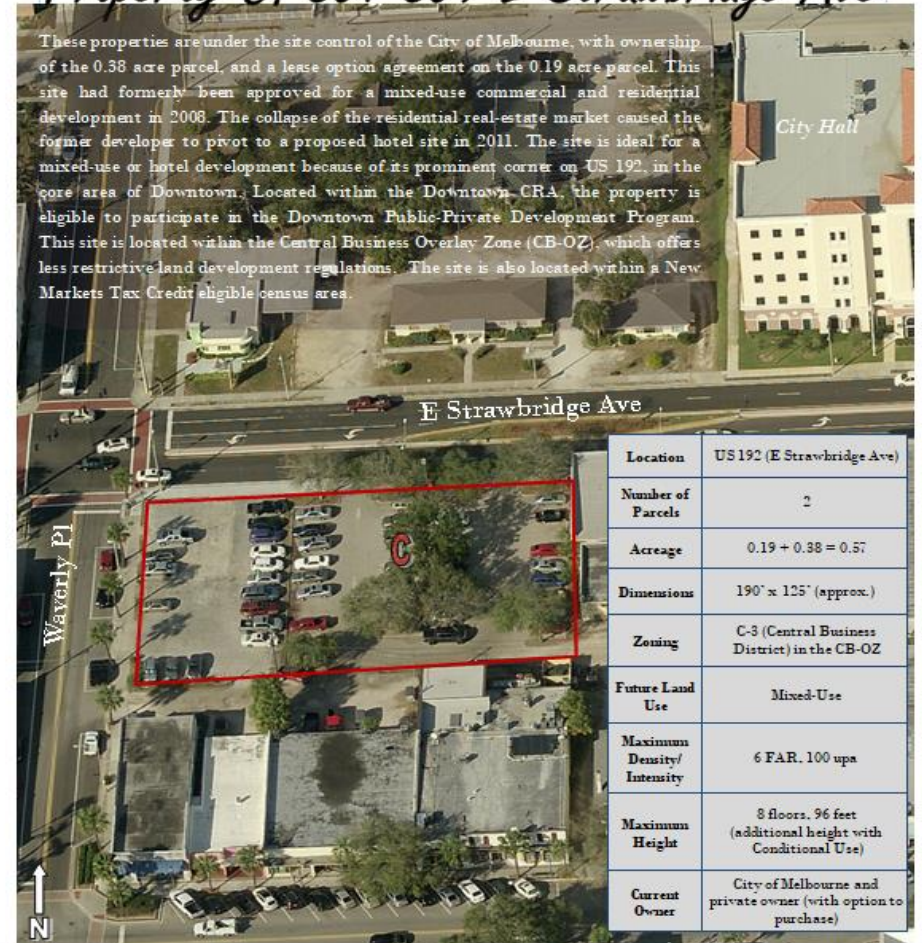 These properties are under the site control of the City of Melbourne, with ownership
of the 0.38 acre parcel, and a lease option agreement on the 0.19 acre parcel. This
site had formerly been approved for a mixed-use commercial and residential
development in 2008. The collapse of the residential real-estate market caused the
former developer to pivot to a proposed hotel site in 2011. The site is ideal for a
mixed-use or hotel development because of its prominent corner on US 192, in the
core area of Downtown. Located within the Downtown CRA, the property is
eligible to participate in the Downtown Public-Private Development Program.
This site is located within the Central Business Overlay Zone (CB-OZ), which offers
less restrictive land development regulations. The site is also located within a New
Markets Tax Credit eligible census area.
City Hall
E Strawbridge Ave
Waverly Pl
C
Location US 192 (E Strawbridge Ave)
Number of
Parcels
2
Acreage 0.19 + 0.38 = 0.57
Dimensions 190' x 125' (approx.)
Zoning
C-3 (Central Business
District) in the CB-OZ
Future Land
Use
Mixed-Use
Maximum
Density/
Intensity
6 FAR, 100 upa
Maximum
Height
8 floors, 96 feet
(additional height with
Conditional Use)
Current
Owner
City of Melbourne and
private owner (with option to
purchase)
N